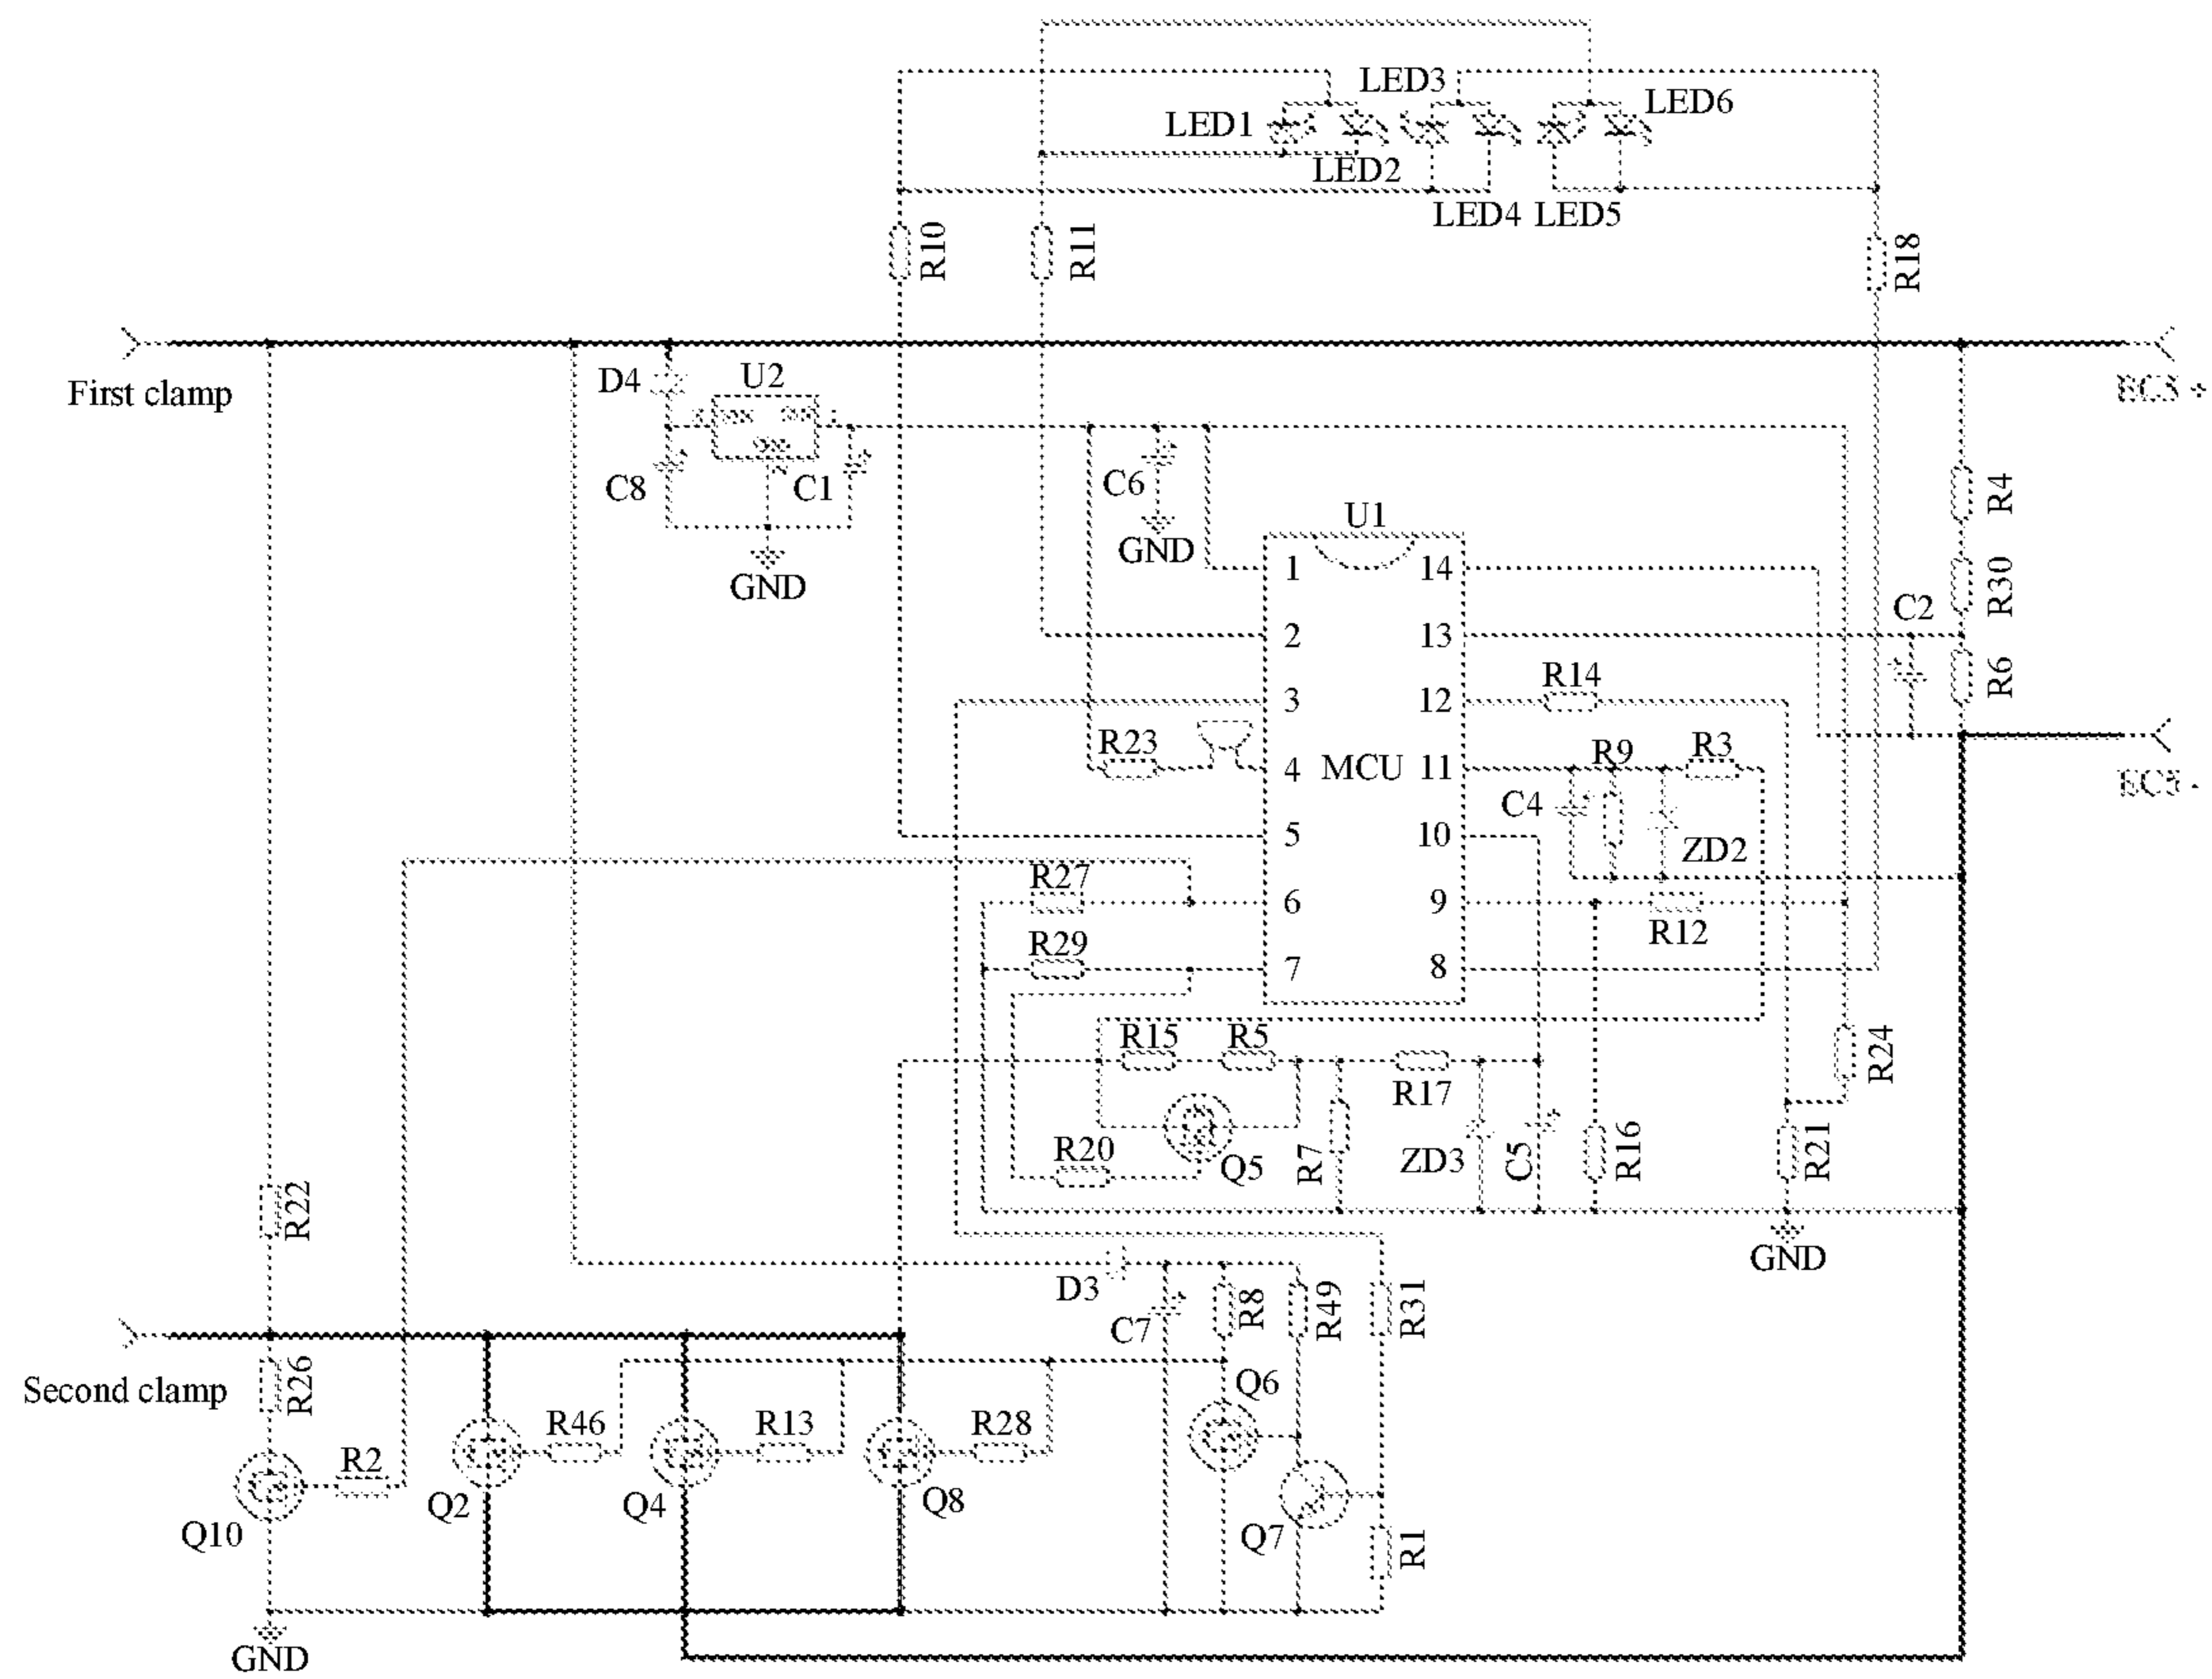 LED3
LED6
LED1
LED2
LED4 LED5
R10
R11
R18
First clamp
D4
U2
C8
C1
C6
GND
GND
U1
R4
R30
C2
R6
1 14
2 13
3 12
4 MCU 11
5 10
6 9
7 8
R14
R23
R9
R3
C4
ZD2
R27
R12
R29
R15
R5
R17
R24
R20
Q5
R7
ZD3
C5
R16
R21
GND
R22
D3
C7
R8
R49
R31
Second clamp
R26
R2
Q10
R46
Q2
R13
Q4
R28
Q8
Q6
Q7
R1
GND